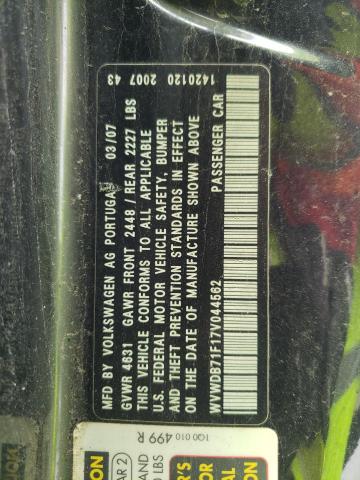 1420120 2007 43
MFD BY VOLKSWAGEN AG PORTUGAL 03/07
GVWR 4631 GAWR FRONT 2448 / REAR 2227 LBS
THIS VEHICLE CONFORMS TO ALL APPLICABLE
U.S. FEDERAL MOTOR VEHICLE SAFETY, BUMPER
AND THEFT PREVENTION STANDARDS IN EFFECT
ON DATE OF MANUFACTURE SHOWN ABOVE
WVWDB71F17V044562 PASSENGER CAR
1Q0 010 499 R